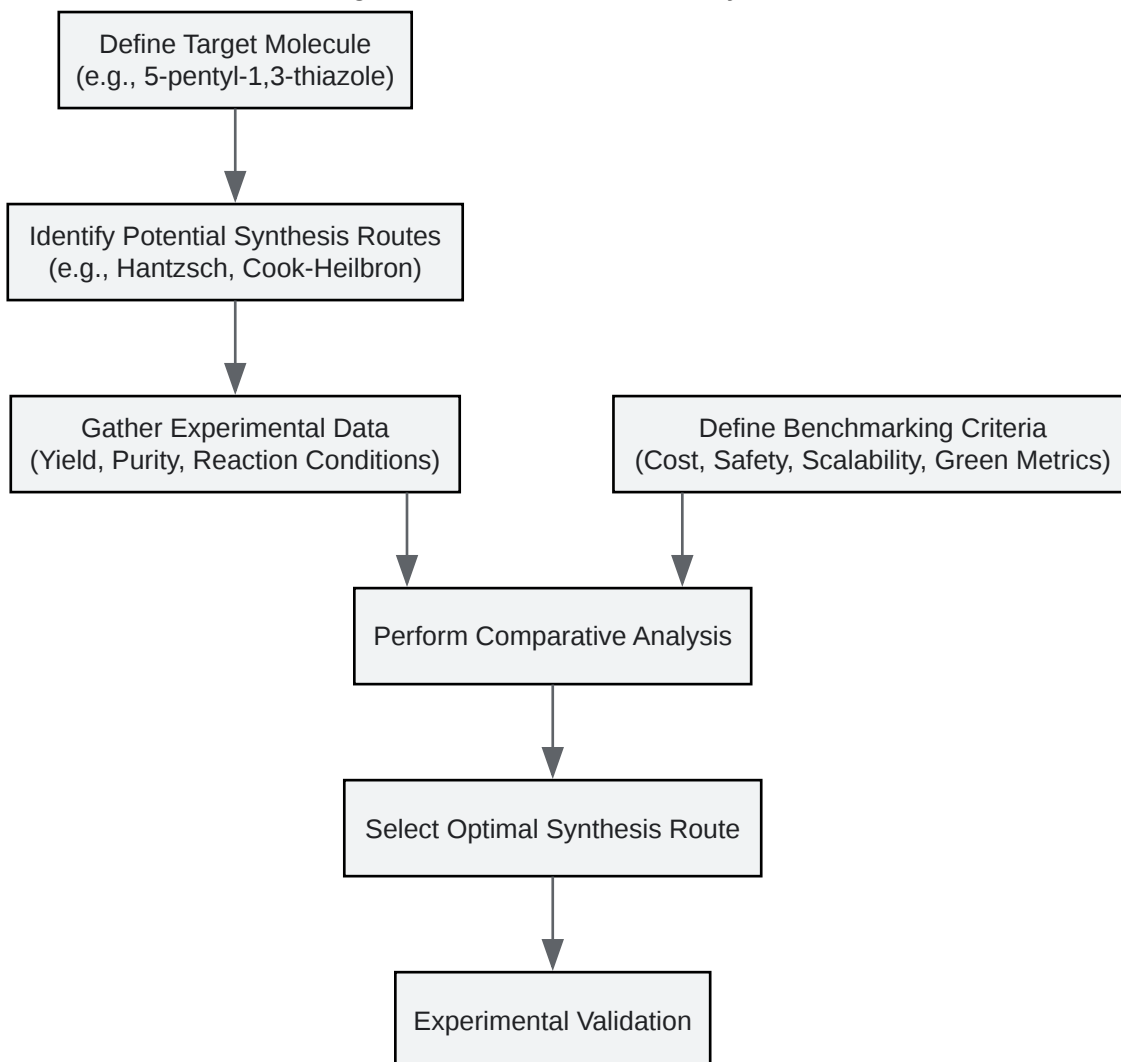 Define Target Molecule
(e.g., 5-pentyl-1,3-thiazole)
Identify Potential Synthesis Routes
(e.g., Hantzsch, Cook-Heilbron)
Gather Experimental Data
(Yield, Purity, Reaction Conditions)
Define Benchmarking Criteria
(Cost, Safety, Scalability, Green Metrics)
Perform Comparative Analysis
Select Optimal Synthesis Route
Experimental Validation